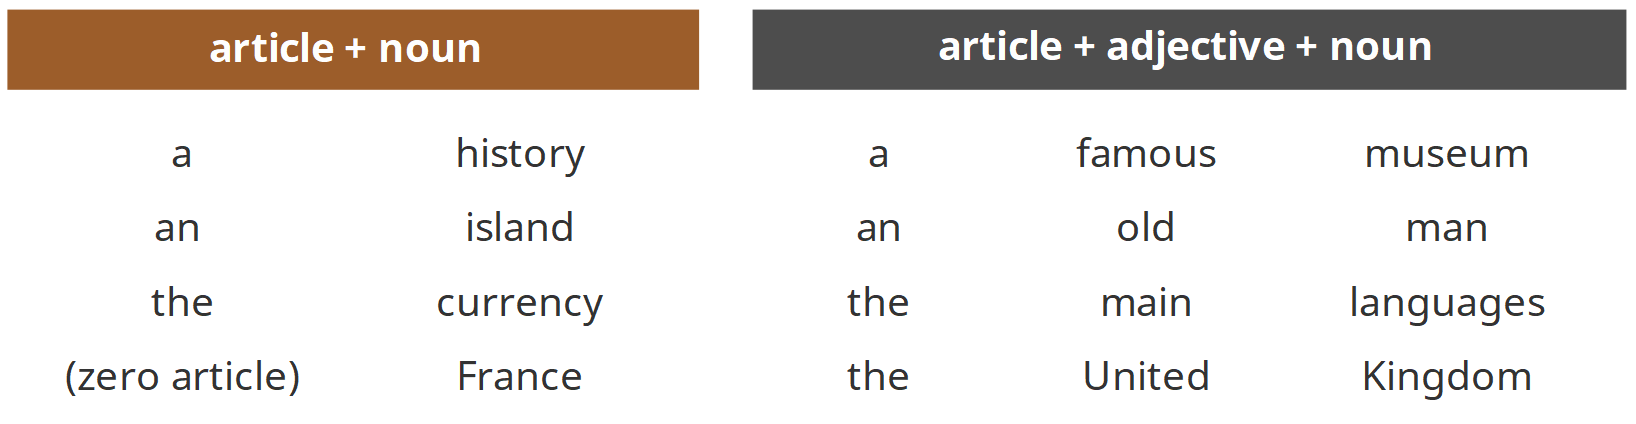 article + noun
a history
an island
the currency
(zero article) France
article + adjective + noun
a famous museum
an old man
the main languages
the United Kingdom